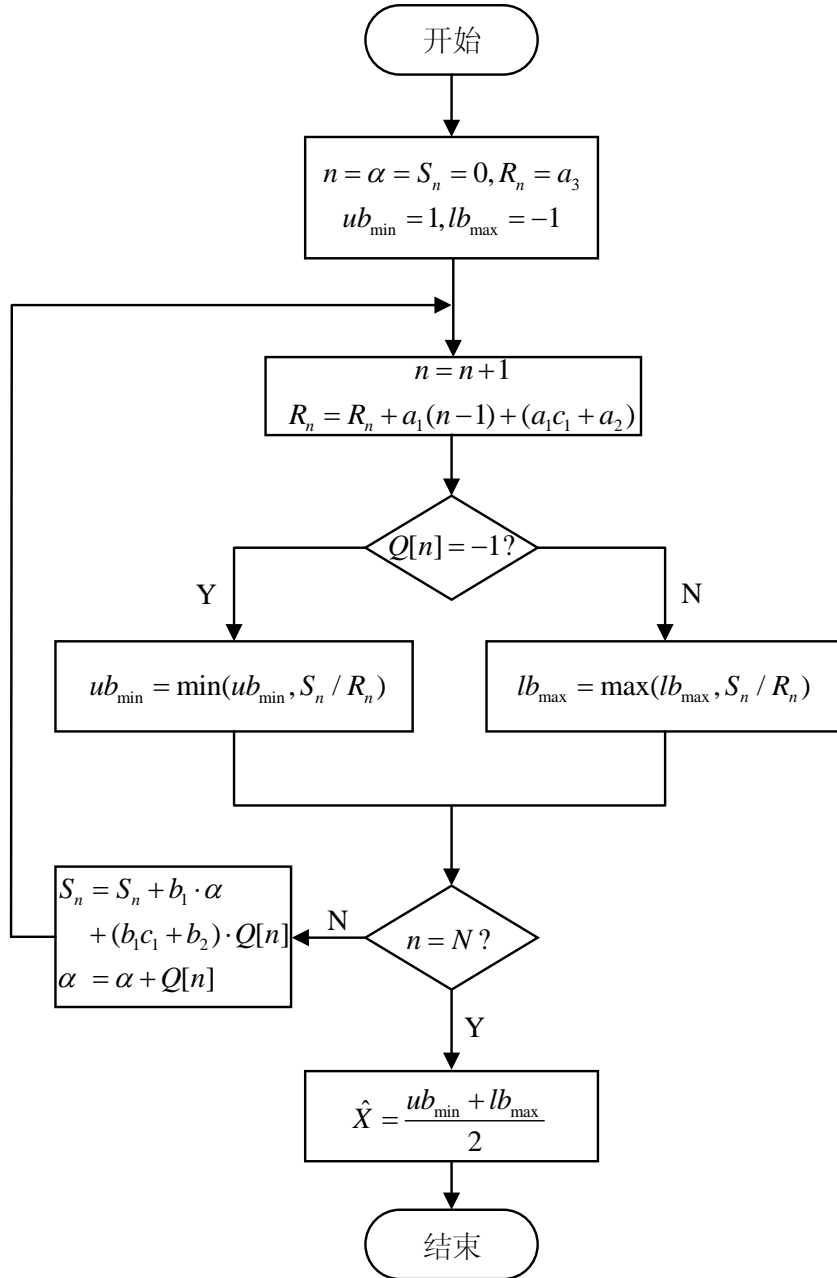 开始
n = α = S_n = 0, R_n = a_3
ub_min = 1, lb_max = −1
n = n + 1
R_n = R_n + a_1(n − 1) + (a_1c_1 + a_2)
Q[n] = −1?
Y
N
ub_min = min(ub_min, S_n / R_n)
lb_max = max(lb_max, S_n / R_n)
S_n = S_n + b_1 · α
+ (b_1c_1 + b_2) · Q[n]
α = α + Q[n]
N
n = N ?
Y
X̂ = (ub_min + lb_max) / 2
结束